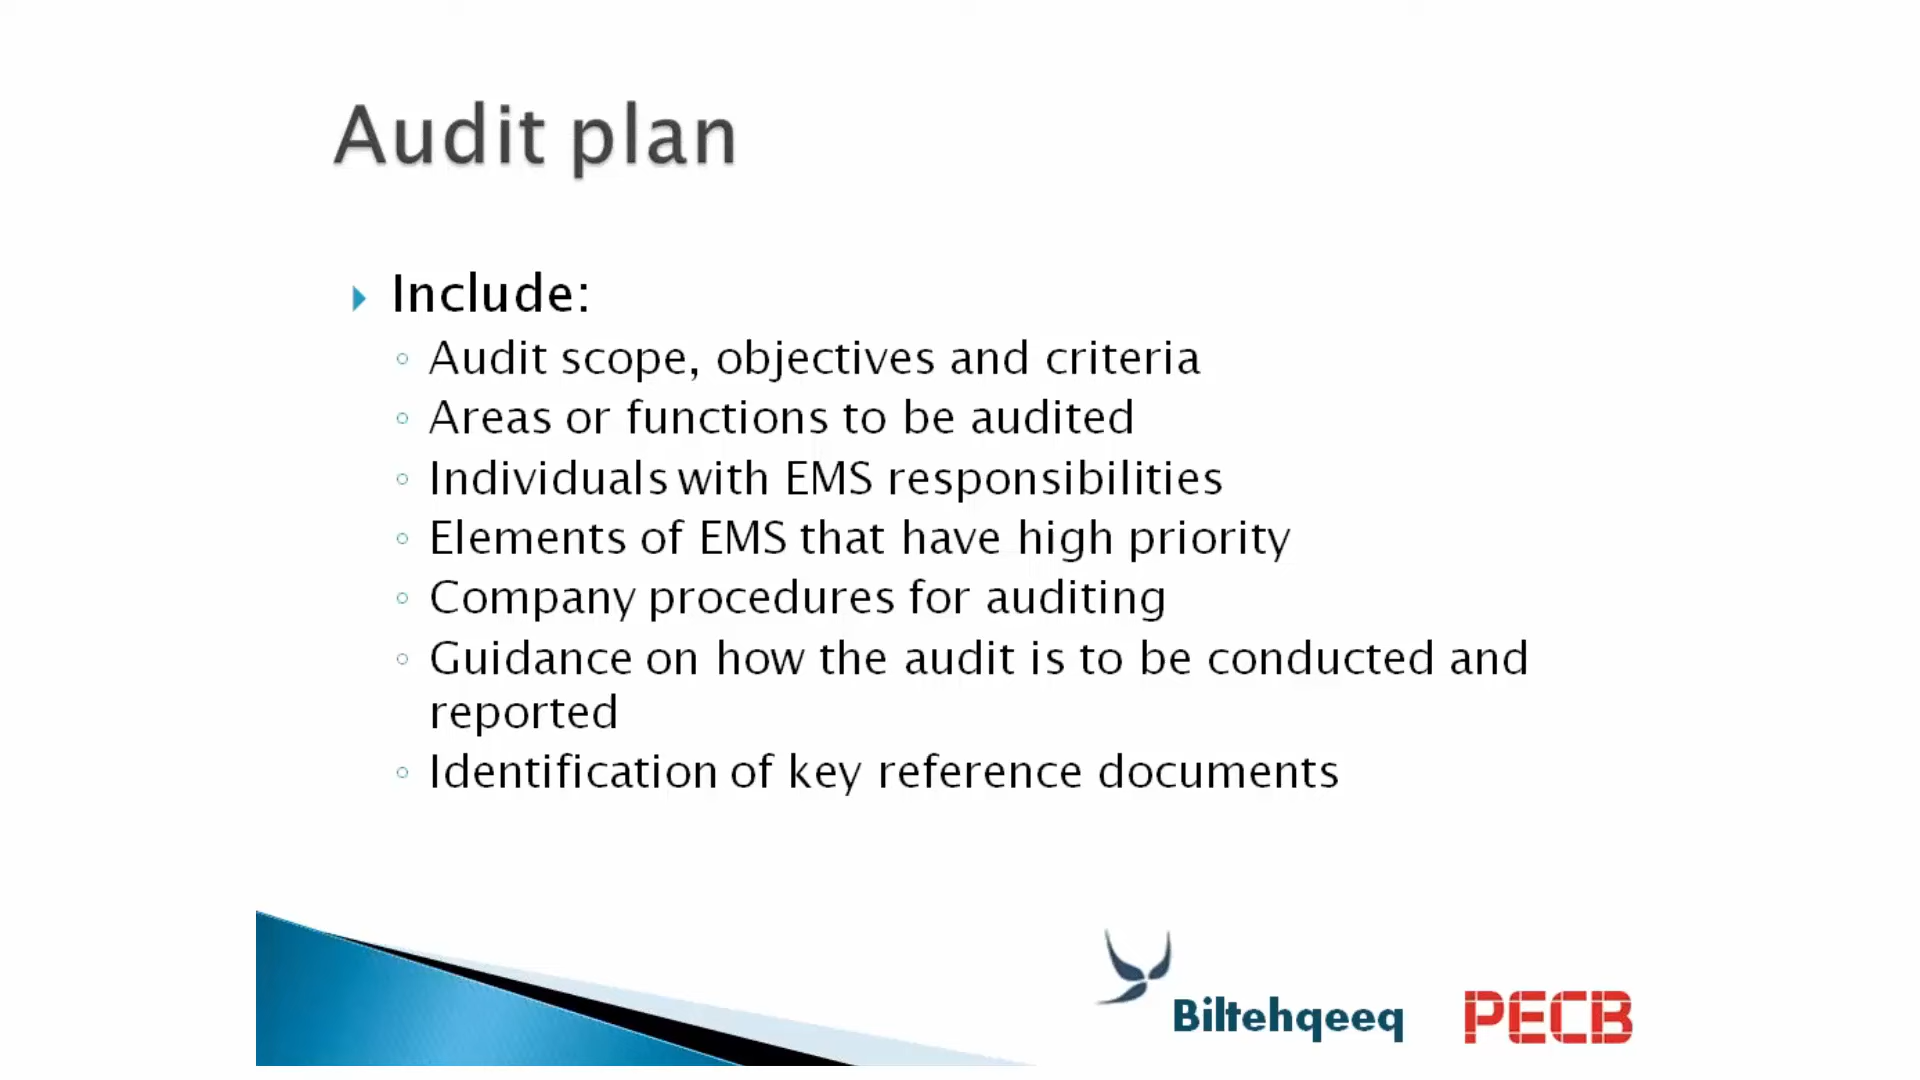 Audit plan
Include:
Audit scope, objectives and criteria
Areas or functions to be audited
Individuals with EMS responsibilities
Elements of EMS that have high priority
Company procedures for auditing
Guidance on how the audit is to be conducted and
reported
Identification of key reference documents
Biltehqeeq
PECB